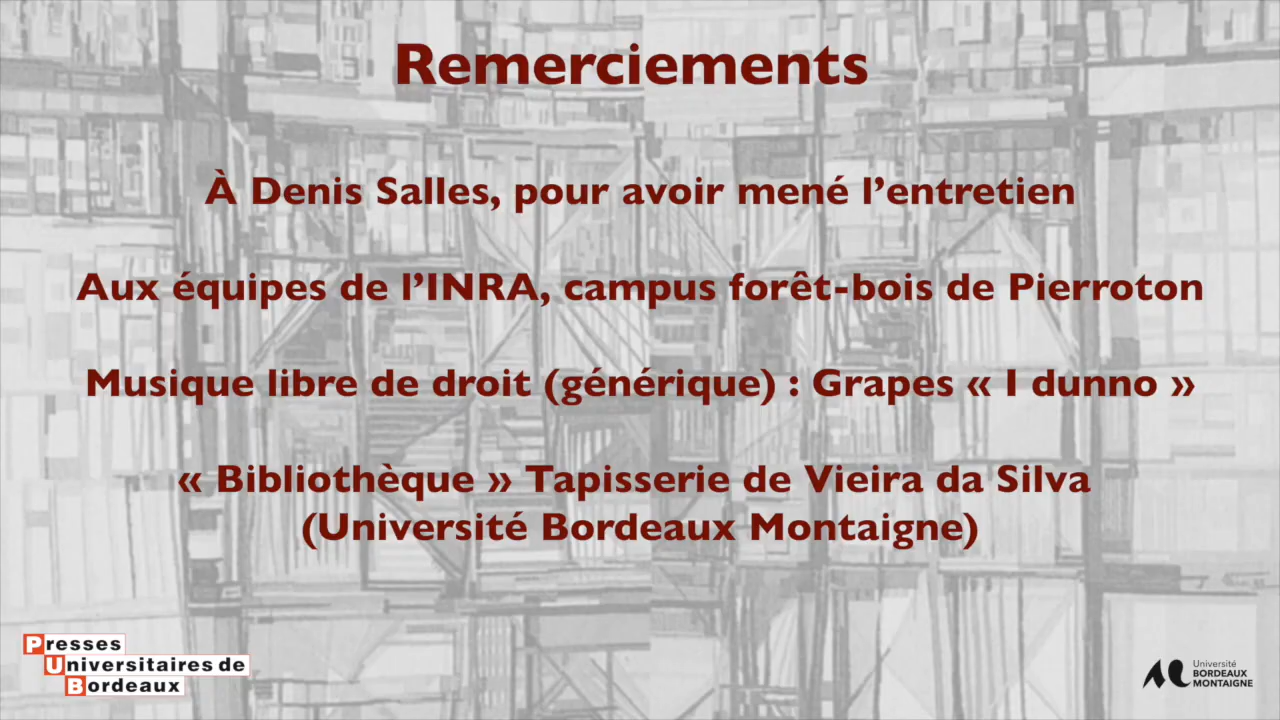 Remerciements
À Denis Salles, pour avoir mené l’entretien
Aux équipes de l’INRA, campus forêt-bois de Pierroton
Musique libre de droit (générique) : Grapes « I dunno »
« Bibliothèque » Tapisserie de Vieira da Silva
(Université Bordeaux Montaigne)
Presses
Universitaires de
Bordeaux
Université
BORDEAUX
MONTAIGNE